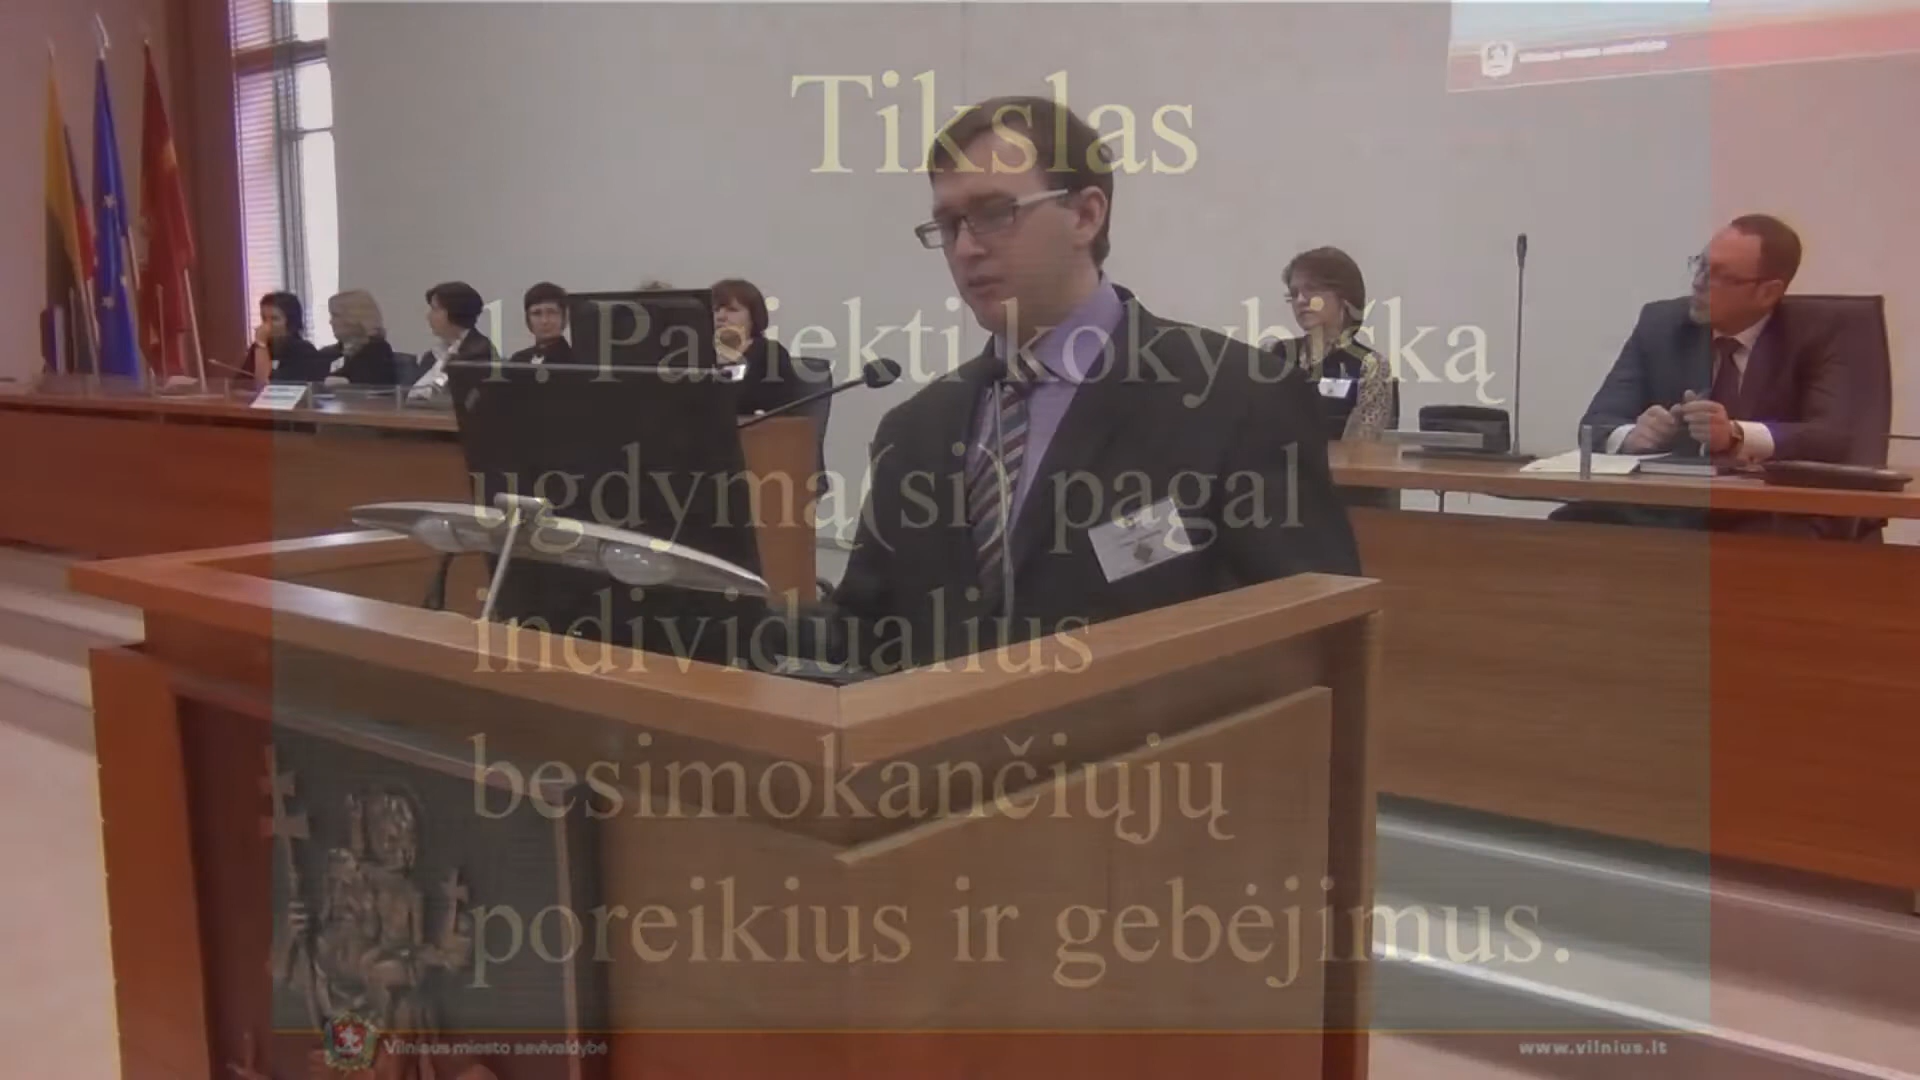 Tikslas
1. Pasiekti kokybišką
ugdymą(si) pagal
individualius
besimokančiųjų
poreikius ir gebėjimus.
Vilniaus miesto savivaldybė
www.vilnius.lt